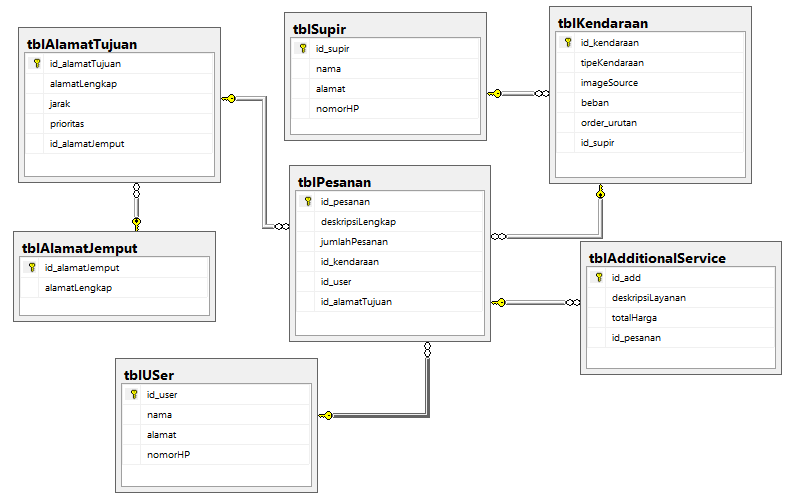 tblAlamatTujuan
id_alamatTujuan
alamatLengkap
jarak
prioritas
id_alamatJemput
tblSupir
id_supir
nama
alamat
nomorHP
tblKendaraan
id_kendaraan
tipeKendaraan
imageSource
beban
order_urutan
id_supir
tblPesanan
id_pesanan
deskripsiLengkap
jumlahPesanan
id_kendaraan
id_user
id_alamatTujuan
tblAlamatJemput
id_alamatJemput
alamatLengkap
tblAdditionalService
id_add
deskripsiLayanan
totalHarga
id_pesanan
tblUSer
id_user
nama
alamat
nomorHP